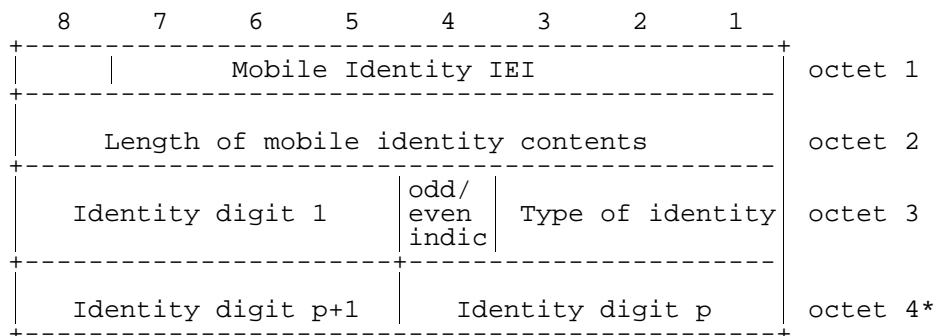 8 7 6 5 4 3 2 1
Mobile Identity IEI octet 1
Length of mobile identity contents octet 2
odd/
Identity digit 1 even Type of identity octet 3
indic
Identity digit p+1 Identity digit p octet 4*